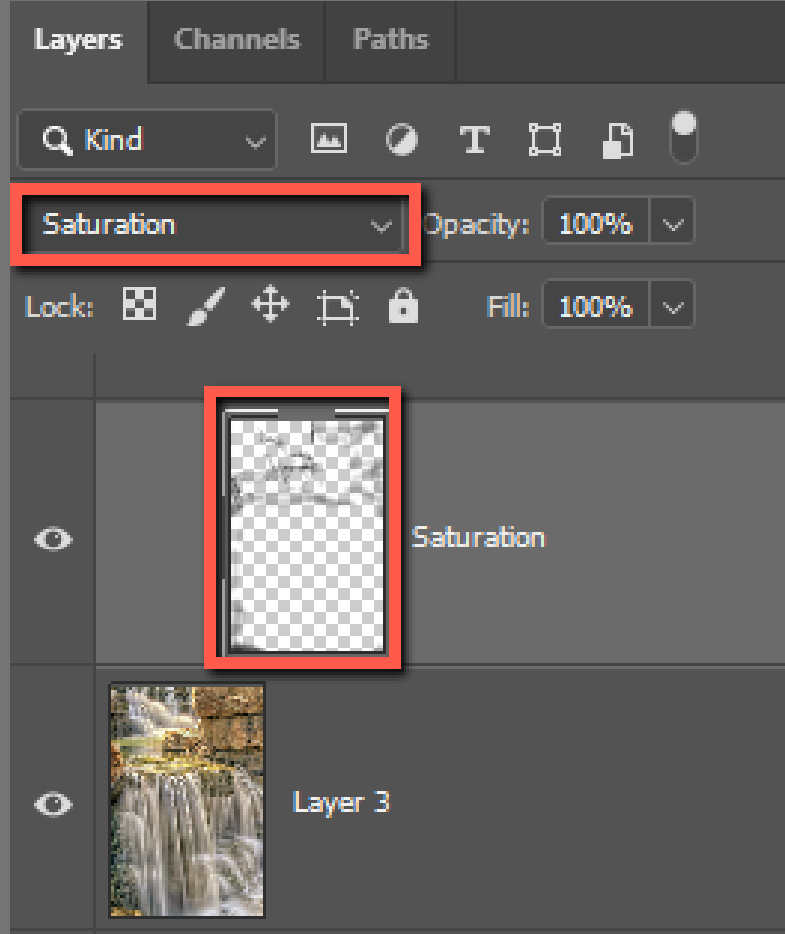 Layers Channels Paths
Kind
Saturation Opacity: 100%
Lock: Fill: 100%
Saturation
Layer 3